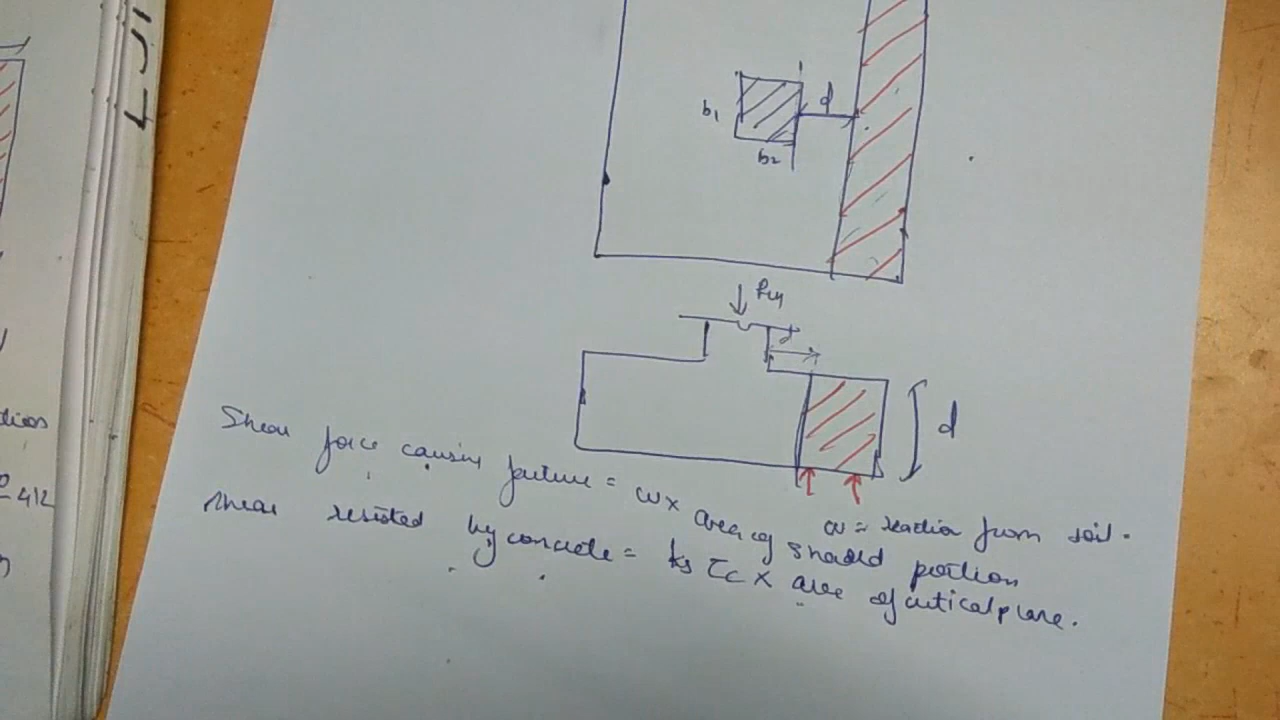 d
b1
b2
d
d
Shear force causing failure = w x area of shaded portion
w = reaction from soil.
shear resisted by concrete = ks τc x area of critical plane.